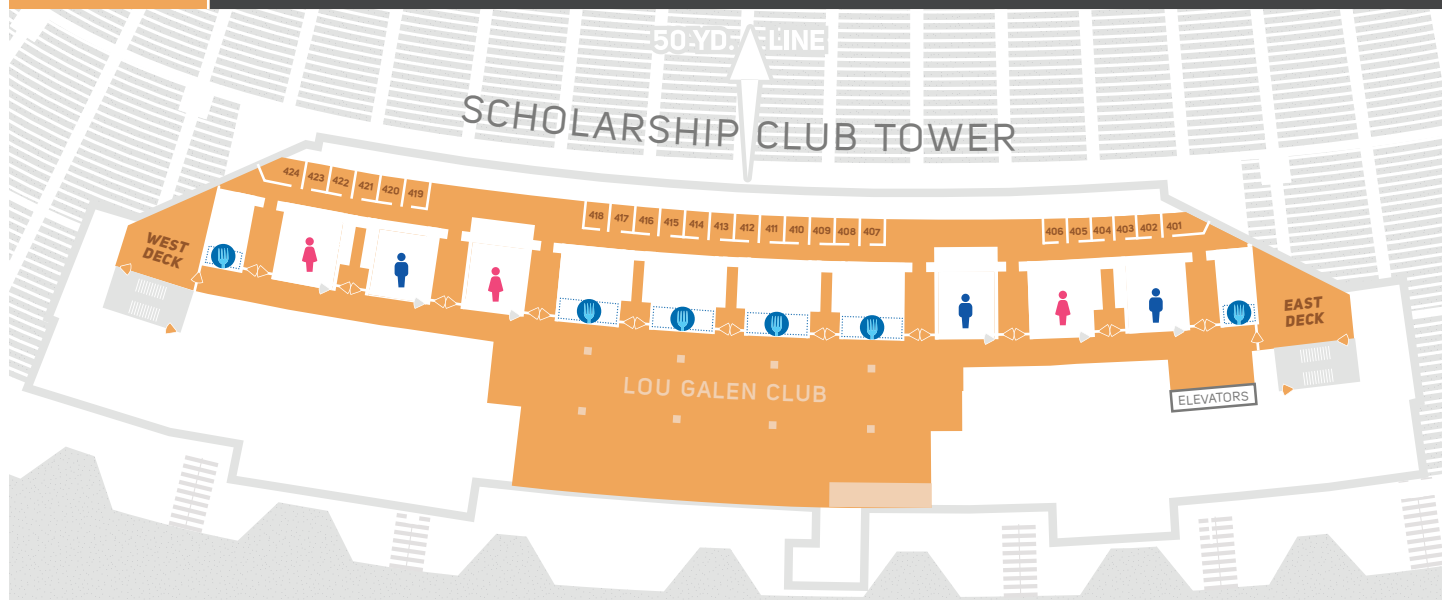 50 YD. LINE
SCHOLARSHIP CLUB TOWER
424 423 422 421 420 419
418 417 416 415 414 413 412 411 410 409 408 407
406 405 404 403 402 401
WEST
DECK
EAST
DECK
LOU GALEN CLUB
ELEVATORS